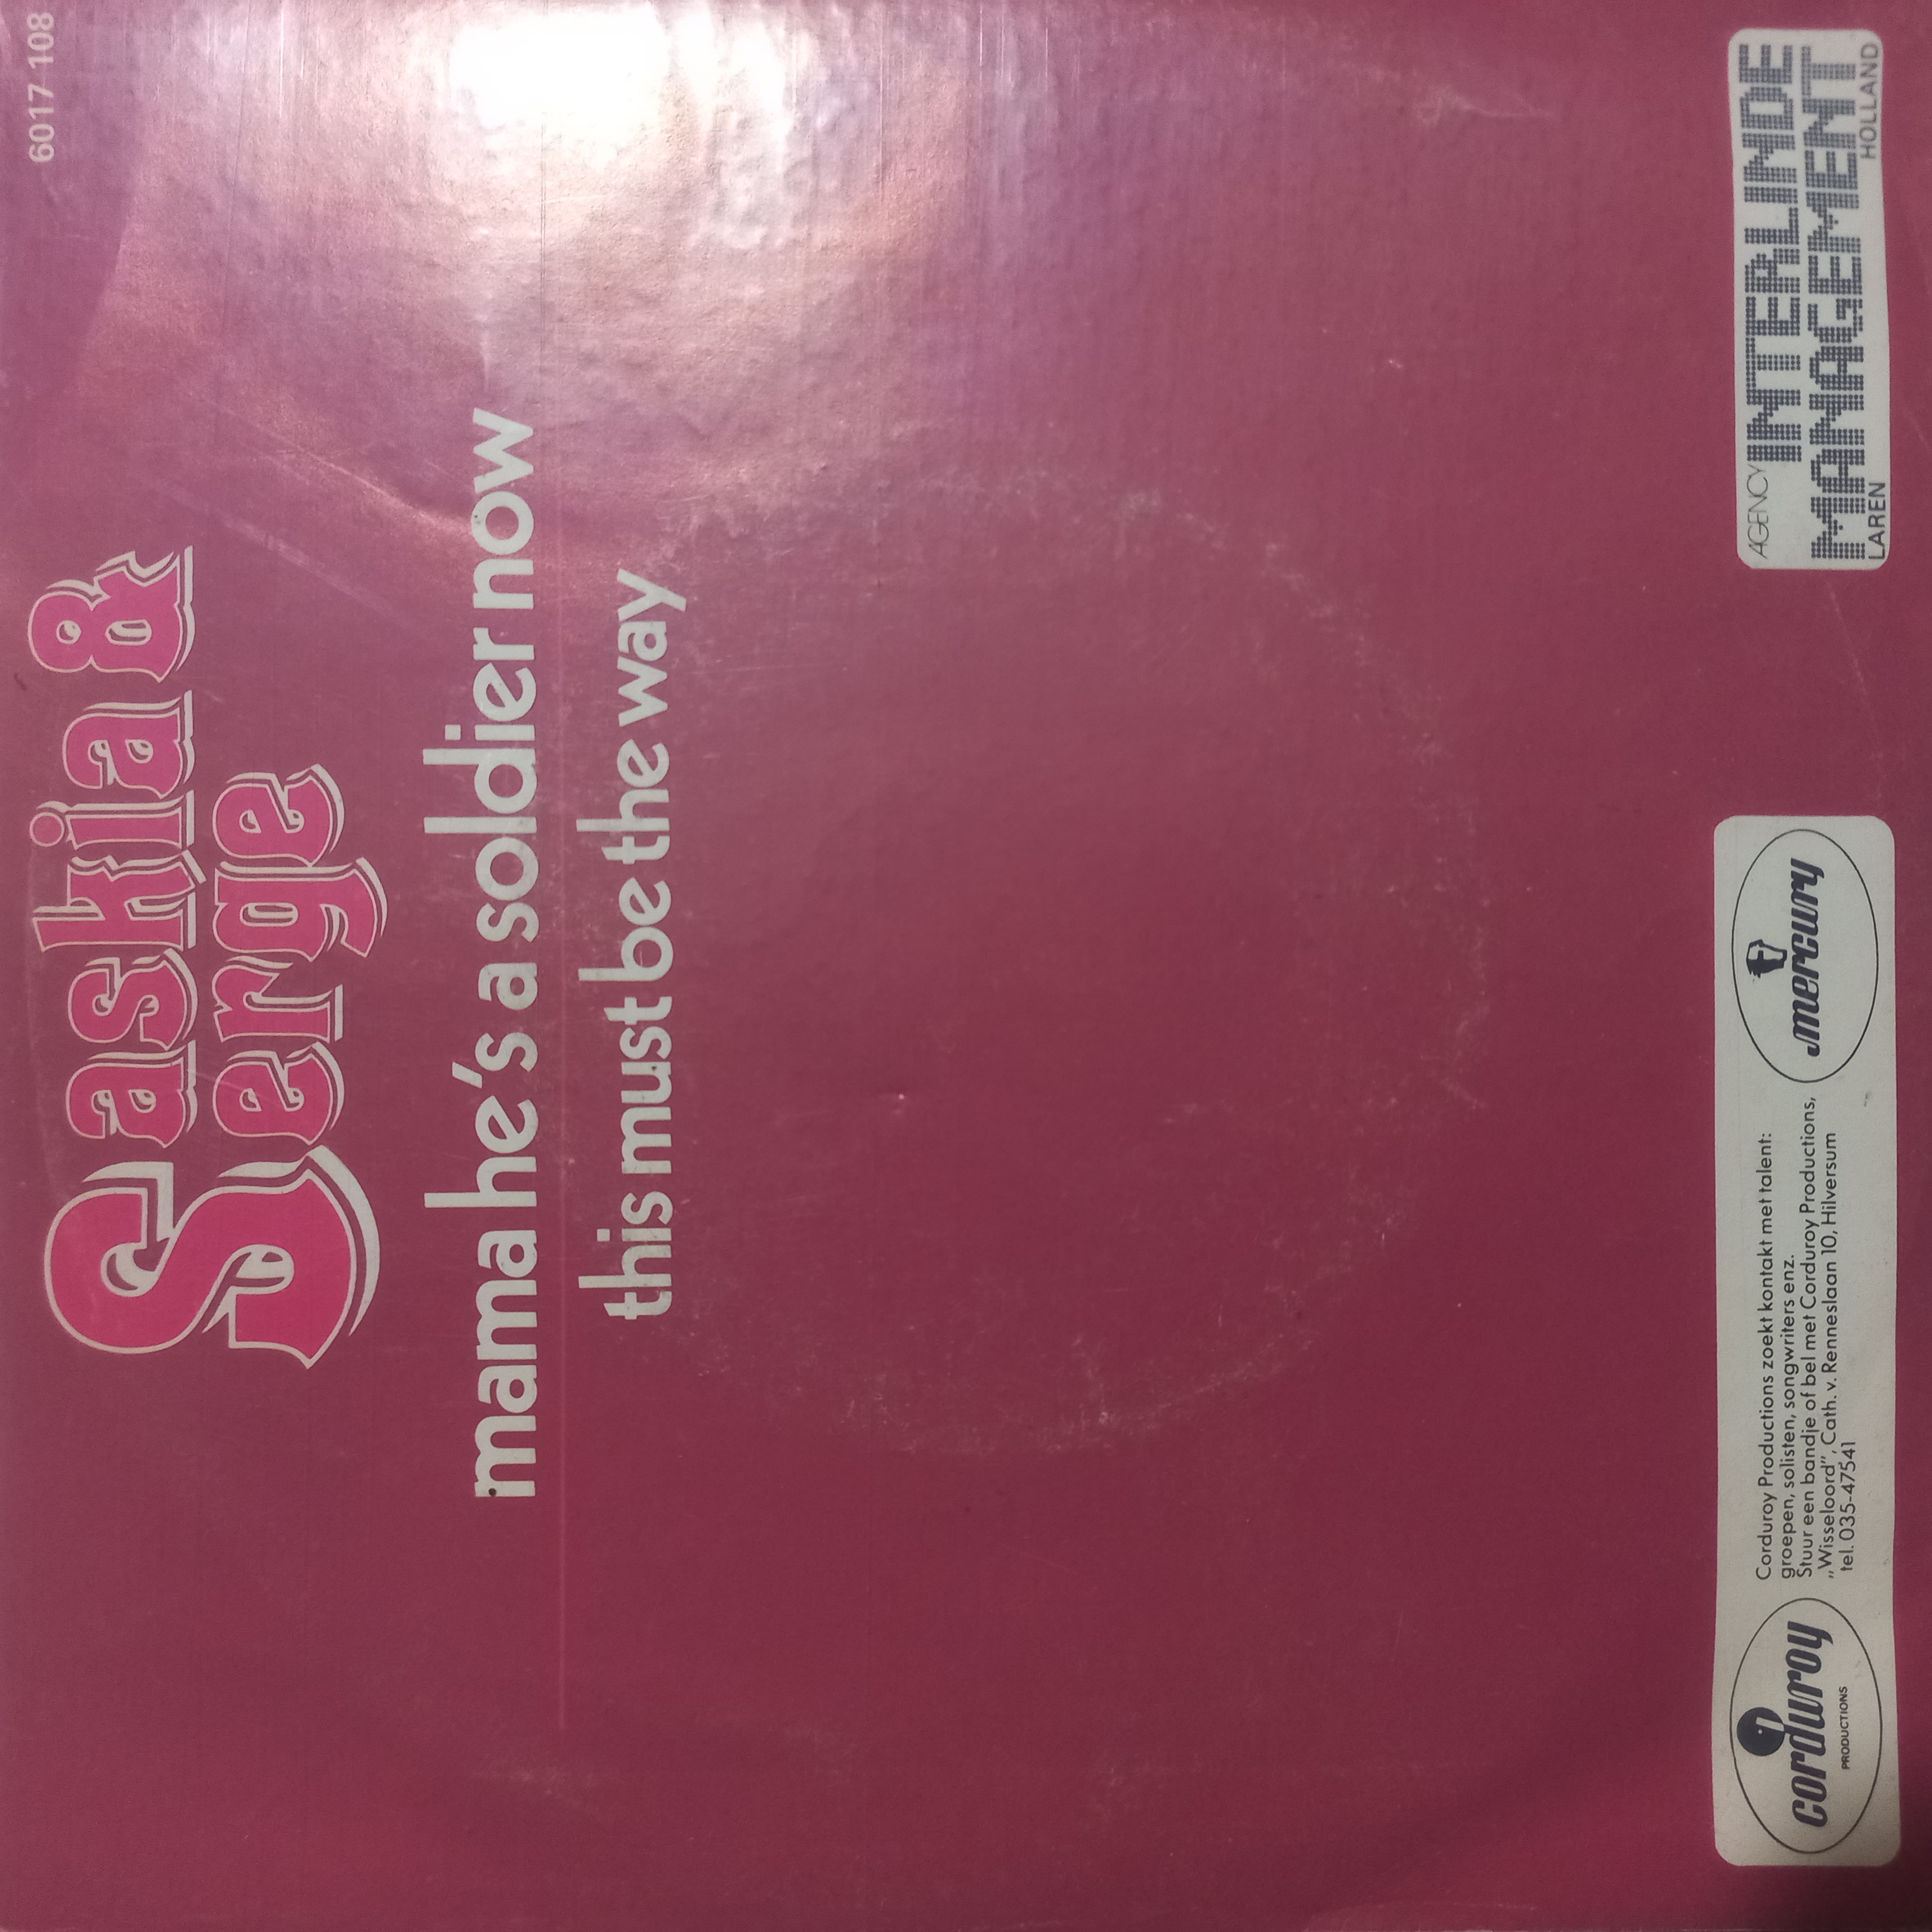 6017 108
Saskia &
Serge
mama he's a soldier now
this must be the way
corduroy
PRODUCTIONS
Corduroy Productions zoekt kontakt met talent:
groepen, solisten, songwriters enz.
Stuur een bandje of bel met Corduroy Productions,
„Wisseloord”, Cath. v. Renneslaan 10, Hilversum
tel. 035-47541
mercury
AGENCY INTERLINDE
MANAGEMENT
LAREN HOLLAND